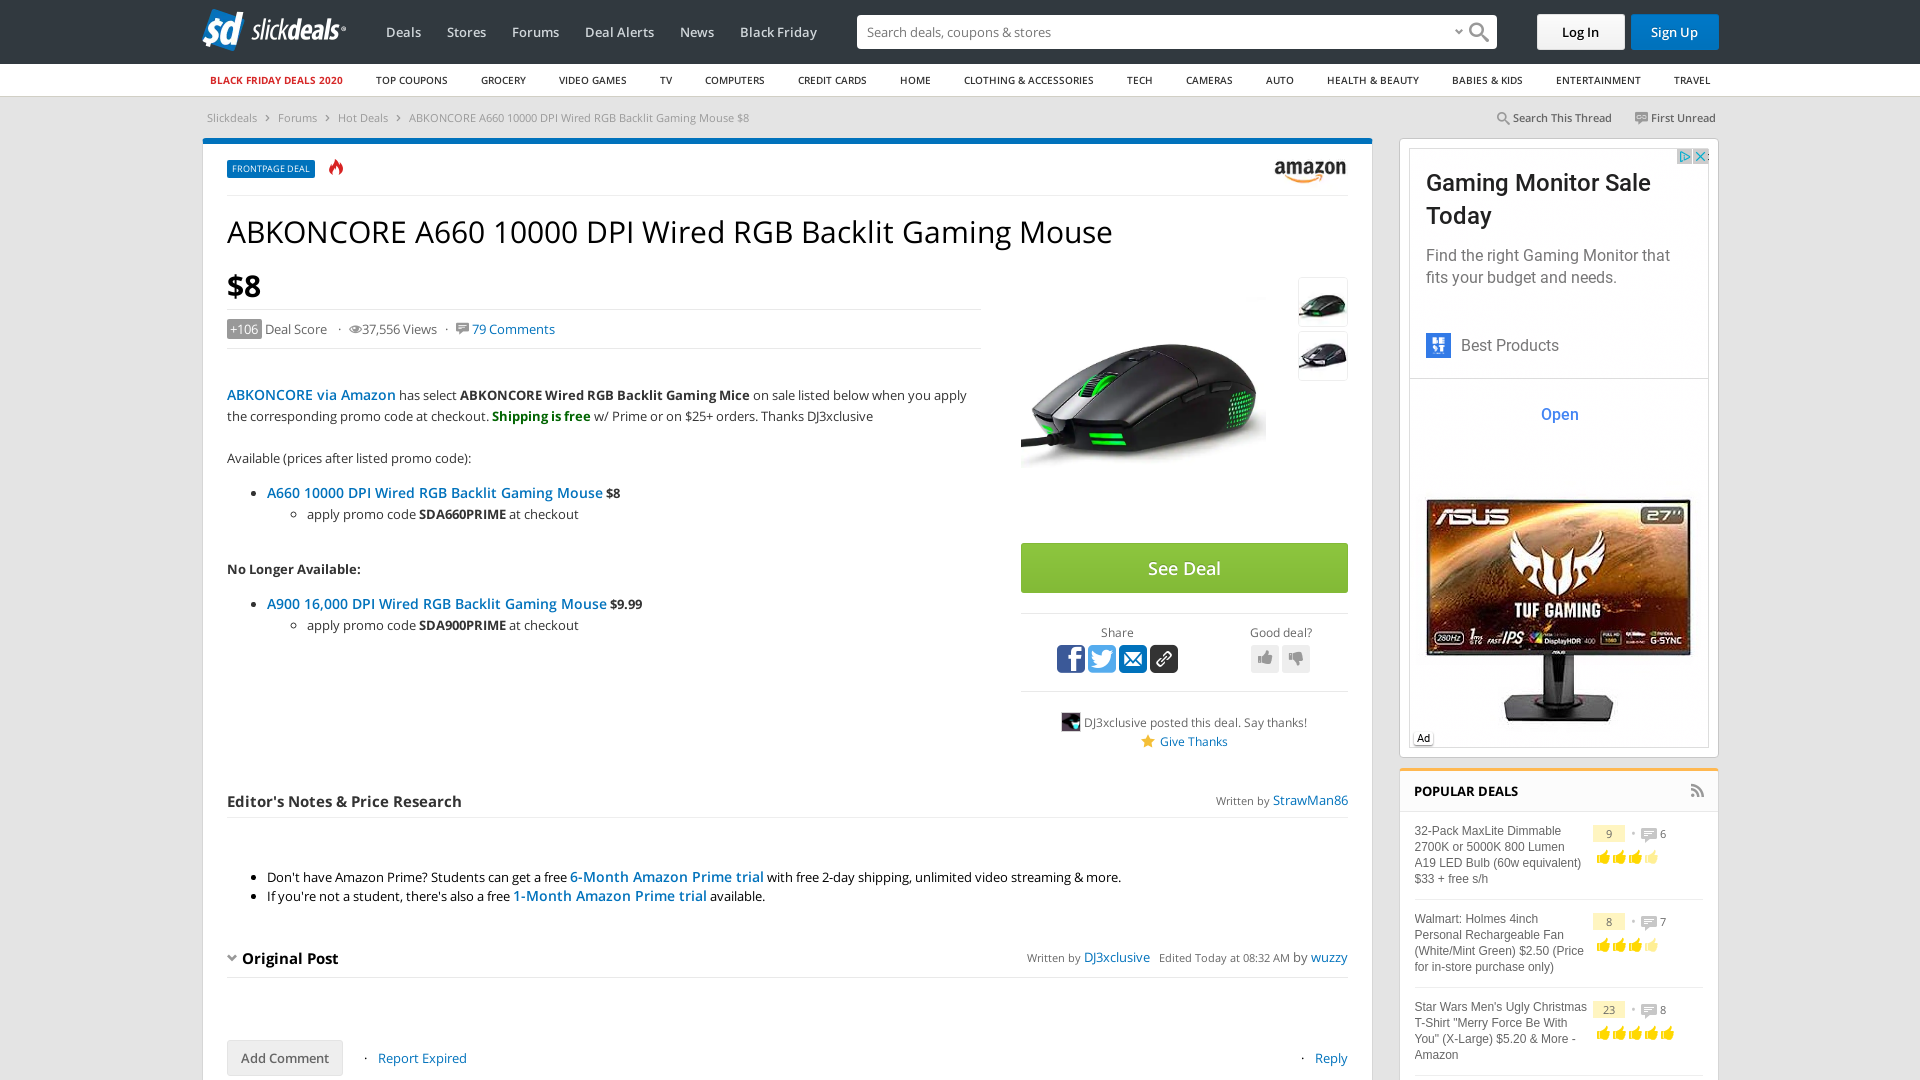 sd slickdeals
Deals
Stores
Forums
Deal Alerts
News
Black Friday
Search deals, coupons & stores
Log In
Sign Up
BLACK FRIDAY DEALS 2020
TOP COUPONS
GROCERY
VIDEO GAMES
TV
COMPUTERS
CREDIT CARDS
HOME
CLOTHING & ACCESSORIES
TECH
CAMERAS
AUTO
HEALTH & BEAUTY
BABIES & KIDS
ENTERTAINMENT
TRAVEL
Slickdeals › Forums › Hot Deals › ABKONCORE A660 10000 DPI Wired RGB Backlit Gaming Mouse $8
Search This Thread
First Unread
FRONTPAGE DEAL
amazon
ABKONCORE A660 10000 DPI Wired RGB Backlit Gaming Mouse
$8
+106 Deal Score · 37,556 Views · 79 Comments
ABKONCORE via Amazon has select ABKONCORE Wired RGB Backlit Gaming Mice on sale listed below when you apply
the corresponding promo code at checkout. Shipping is free w/ Prime or on $25+ orders. Thanks DJ3xclusive
Available (prices after listed promo code):
A660 10000 DPI Wired RGB Backlit Gaming Mouse $8
apply promo code SDA660PRIME at checkout
No Longer Available:
A900 16,000 DPI Wired RGB Backlit Gaming Mouse $9.99
apply promo code SDA900PRIME at checkout
See Deal
Share
Good deal?
DJ3xclusive posted this deal. Say thanks!
Give Thanks
Editor's Notes & Price Research
Written by StrawMan86
Don't have Amazon Prime? Students can get a free 6-Month Amazon Prime trial with free 2-day shipping, unlimited video streaming & more.
If you're not a student, there's also a free 1-Month Amazon Prime trial available.
Original Post
Written by DJ3xclusive Edited Today at 08:32 AM by wuzzy
Add Comment
· Report Expired
· Reply
Gaming Monitor Sale
Today
Find the right Gaming Monitor that
fits your budget and needs.
BEST
Best Products
Open
ASUS
27"
TUF GAMING
280Hz 1ms GTG FAST IPS DisplayHDR 400 G-SYNC
Ad
POPULAR DEALS
32-Pack MaxLite Dimmable
2700K or 5000K 800 Lumen
A19 LED Bulb (60w equivalent)
$33 + free s/h
9 • 6
Walmart: Holmes 4inch
Personal Rechargeable Fan
(White/Mint Green) $2.50 (Price
for in-store purchase only)
8 • 7
Star Wars Men's Ugly Christmas
T-Shirt "Merry Force Be With
You" (X-Large) $5.20 & More -
Amazon
23 • 8